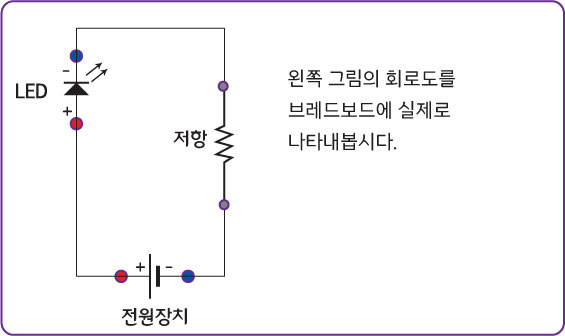 -
LED
+
저항
+ -
전원장치
왼쪽 그림의 회로도를
브레드보드에 실제로
나타내봅시다.